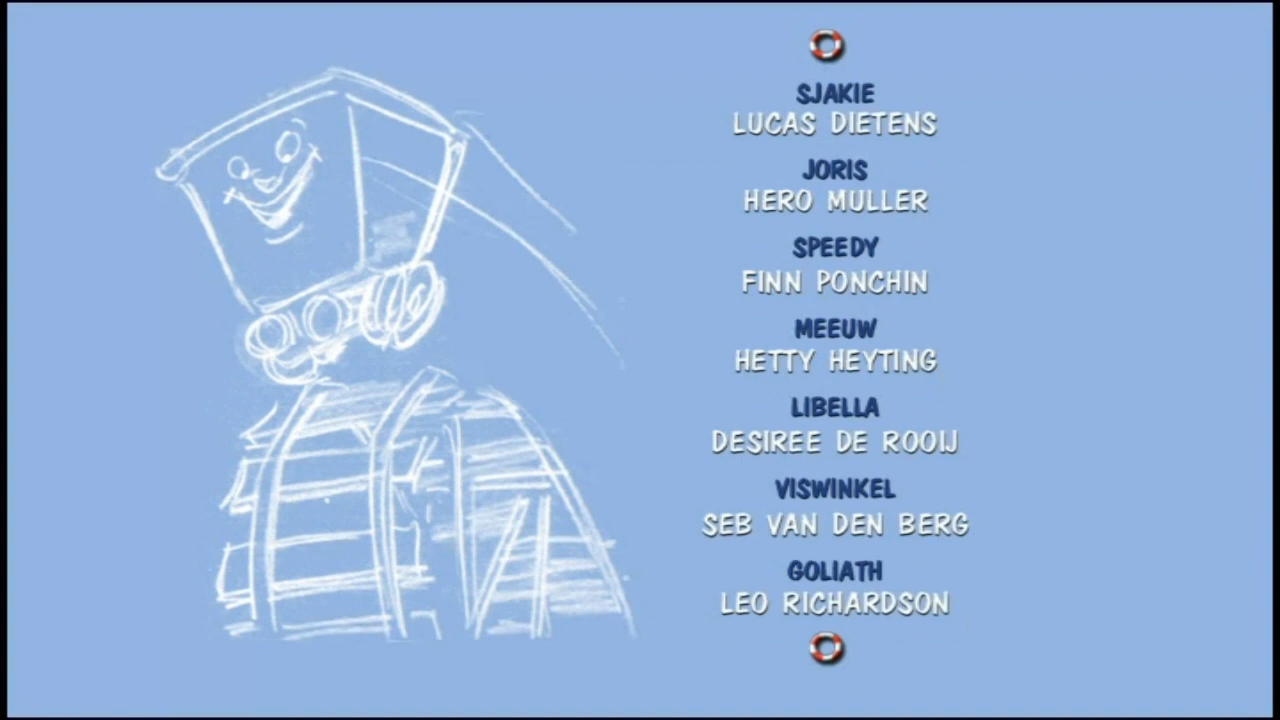 SJAKIE
LUCAS DIETENS
JORIS
HERO MULLER
SPEEDY
FINN PONCHIN
MEEUW
HETTY HEYTING
LIBELLA
DESIREE DE ROOIJ
VISWINKEL
SEB VAN DEN BERG
GOLIATH
LEO RICHARDSON